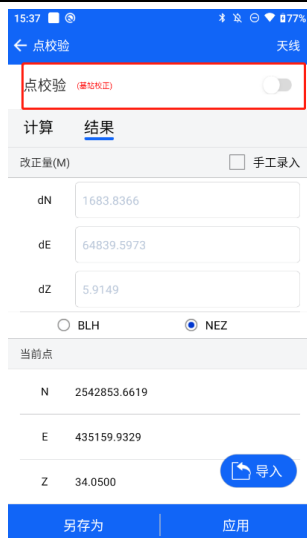 15:37 77%
点校验 天线
点校验 (基站校正)
计算 结果
改正量(M) 手工录入
dN 1683.8366
dE 64839.5973
dZ 5.9149
BLH NEZ
当前点
N 2542853.6619
E 435159.9329
Z 34.0500
导入
另存为 应用